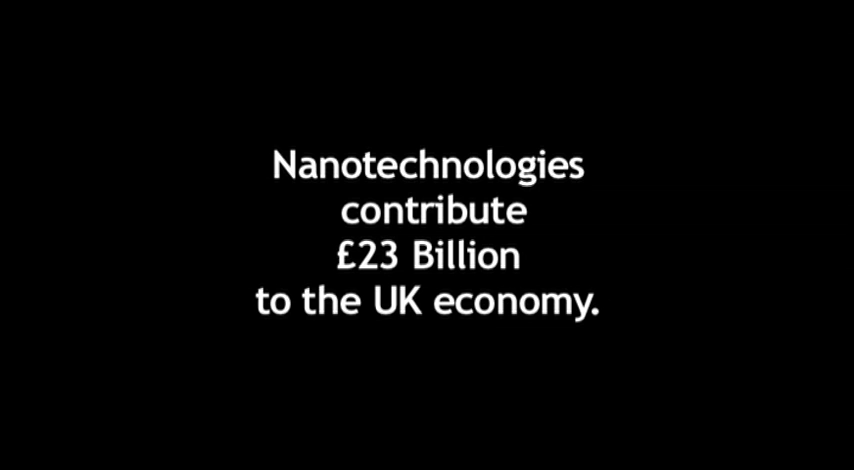 Nanotechnologies
contribute
£23 Billion
to the UK economy.